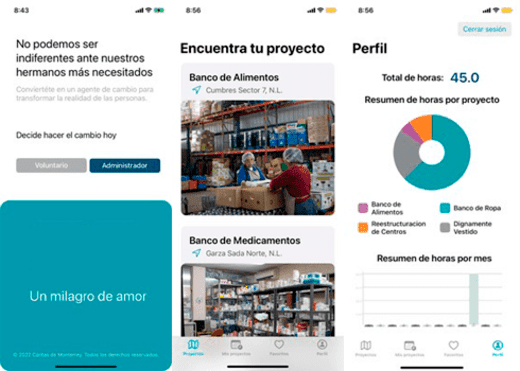 8:43
No podemos ser
indiferentes ante nuestros
hermanos más necesitados
Conviértete en un agente de cambio para
transformar la realidad de las personas.
Decide hacer el cambio hoy
Voluntario
Administrador
Un milagro de amor
© 2022 Cáritas de Monterrey. Todos los derechos reservados.
8:56
Encuentra tu proyecto
Banco de Alimentos
Cumbres Sector 7, N.L.
Banco de Medicamentos
Garza Sada Norte, N.L.
Proyectos
Mis proyectos
Favoritos
Perfil
8:56
Cerrar sesión
Perfil
Total de horas: 45.0
Resumen de horas por proyecto
Banco de
Alimentos
Banco de Ropa
Reestructuracion
de Centros
Dignamente
Vestido
Resumen de horas por mes
Proyectos
Mis proyectos
Favoritos
Perfil